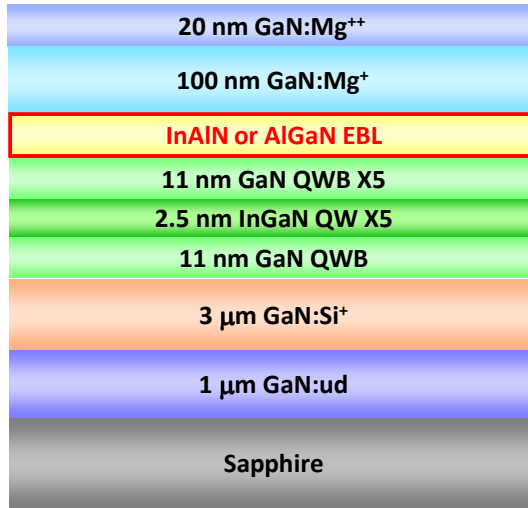 20 nm GaN:Mg⁺⁺
100 nm GaN:Mg⁺
InAlN or AlGaN EBL
11 nm GaN QWB X5
2.5 nm InGaN QW X5
11 nm GaN QWB
3 μm GaN:Si⁺
1 μm GaN:ud
Sapphire